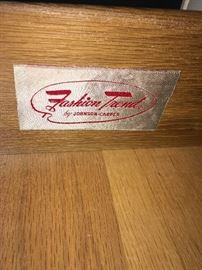 Fashion Trend
by JOHNSON-CARPER